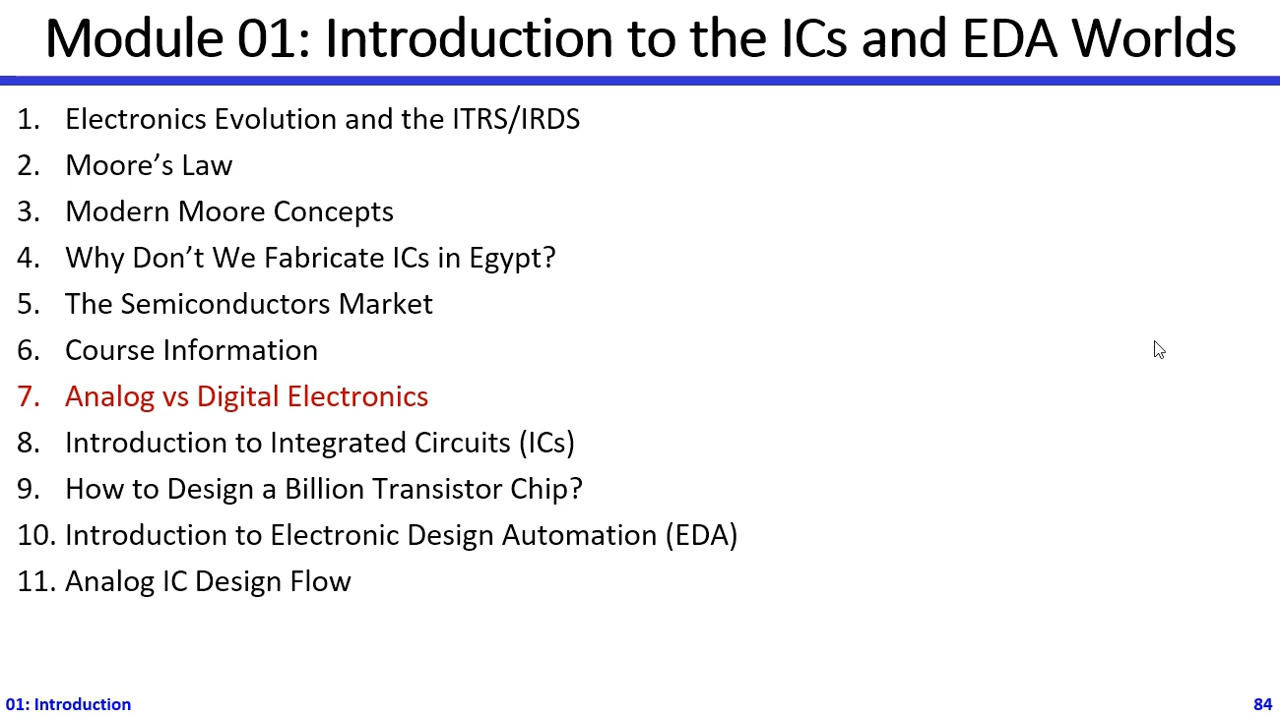 Module 01: Introduction to the ICs and EDA Worlds
1. Electronics Evolution and the ITRS/IRDS
2. Moore’s Law
3. Modern Moore Concepts
4. Why Don’t We Fabricate ICs in Egypt?
5. The Semiconductors Market
6. Course Information
7. Analog vs Digital Electronics
8. Introduction to Integrated Circuits (ICs)
9. How to Design a Billion Transistor Chip?
10. Introduction to Electronic Design Automation (EDA)
11. Analog IC Design Flow
01: Introduction
84